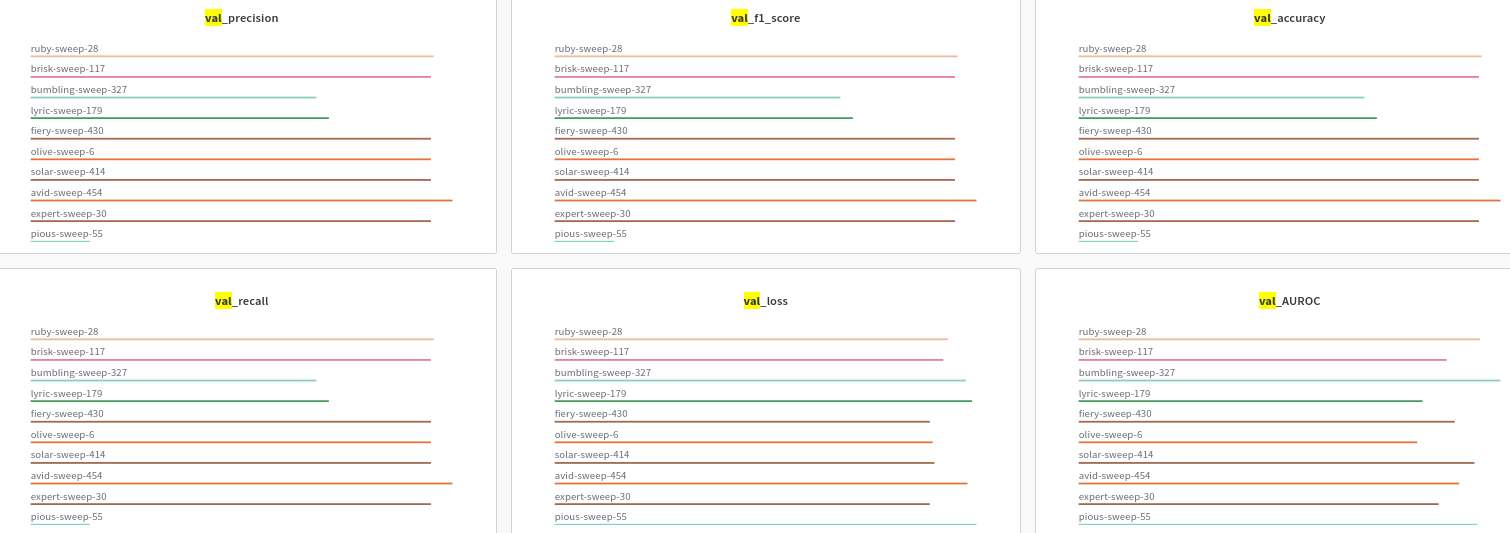 val_precision
ruby-sweep-28
brisk-sweep-117
bumbling-sweep-327
lyric-sweep-179
fiery-sweep-430
olive-sweep-6
solar-sweep-414
avid-sweep-454
expert-sweep-30
pious-sweep-55
val_f1_score
ruby-sweep-28
brisk-sweep-117
bumbling-sweep-327
lyric-sweep-179
fiery-sweep-430
olive-sweep-6
solar-sweep-414
avid-sweep-454
expert-sweep-30
pious-sweep-55
val_accuracy
ruby-sweep-28
brisk-sweep-117
bumbling-sweep-327
lyric-sweep-179
fiery-sweep-430
olive-sweep-6
solar-sweep-414
avid-sweep-454
expert-sweep-30
pious-sweep-55
val_recall
ruby-sweep-28
brisk-sweep-117
bumbling-sweep-327
lyric-sweep-179
fiery-sweep-430
olive-sweep-6
solar-sweep-414
avid-sweep-454
expert-sweep-30
pious-sweep-55
val_loss
ruby-sweep-28
brisk-sweep-117
bumbling-sweep-327
lyric-sweep-179
fiery-sweep-430
olive-sweep-6
solar-sweep-414
avid-sweep-454
expert-sweep-30
pious-sweep-55
val_AUROC
ruby-sweep-28
brisk-sweep-117
bumbling-sweep-327
lyric-sweep-179
fiery-sweep-430
olive-sweep-6
solar-sweep-414
avid-sweep-454
expert-sweep-30
pious-sweep-55